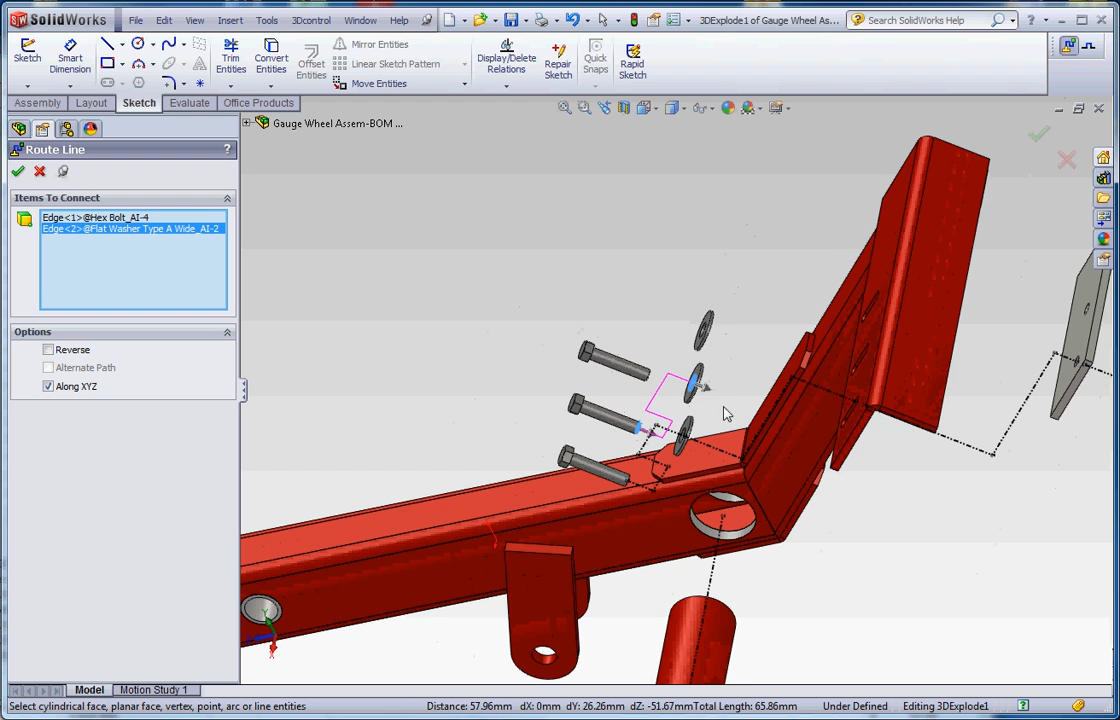 SolidWorks File Edit View Insert Tools 3Dcontrol Window Help 3DExplode1 of Gauge Wheel As... Search SolidWorks Help
Sketch Smart Dimension Trim Entities Convert Entities Offset Entities Mirror Entities Linear Sketch Pattern Move Entities Display/Delete Relations Repair Sketch Quick Snaps Rapid Sketch
Assembly Layout Sketch Evaluate Office Products
Gauge Wheel Assem-BOM ...
Route Line ?
Items To Connect
Edge<1>@Hex Bolt_AI-4
Edge<2>@Flat Washer Type A Wide_AI-2
Options
Reverse
Alternate Path
Along XYZ
Model Motion Study 1
Select cylindrical face, planar face, vertex, point, arc or line entities Distance: 57.96mm dX: 0mm dY: 26.26mm dZ: -51.67mm Total Length: 65.86mm Under Defined Editing 3DExplode1